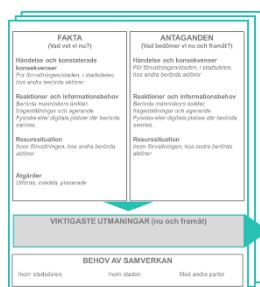 FAKTA
(Vad vet vi nu?)
Händelse och konstaterade
konsekvenser
För förvaltningen/staden, i stadsdelen,
hos andra berörda aktörer
Reaktioner och informationsbehov
Berörda människors åsikter,
frågeställningar och agerande.
Fysiska eller digitala platser där berörda
samlas.
Resurssituation
Inom förvaltningen, hos andra berörda
aktörer
Åtgärder
Utförda, inledda, planerade
ANTAGANDEN
(Vad bedömer vi nu och framåt?)
Händelse och konsekvenser
För förvaltningen/staden, i stadsdelen,
hos andra berörda aktörer
Reaktioner och informationsbehov
Berörda människors åsikter,
frågeställningar och agerande.
Fysiska eller digitala platser där berörda
samlas.
Resurssituation
Inom förvaltningen, hos andra berörda
aktörer
VIKTIGASTE UTMANINGAR (nu och framåt)
BEHOV AV SAMVERKAN
Inom stadsdelen
Inom staden
Med andra parter